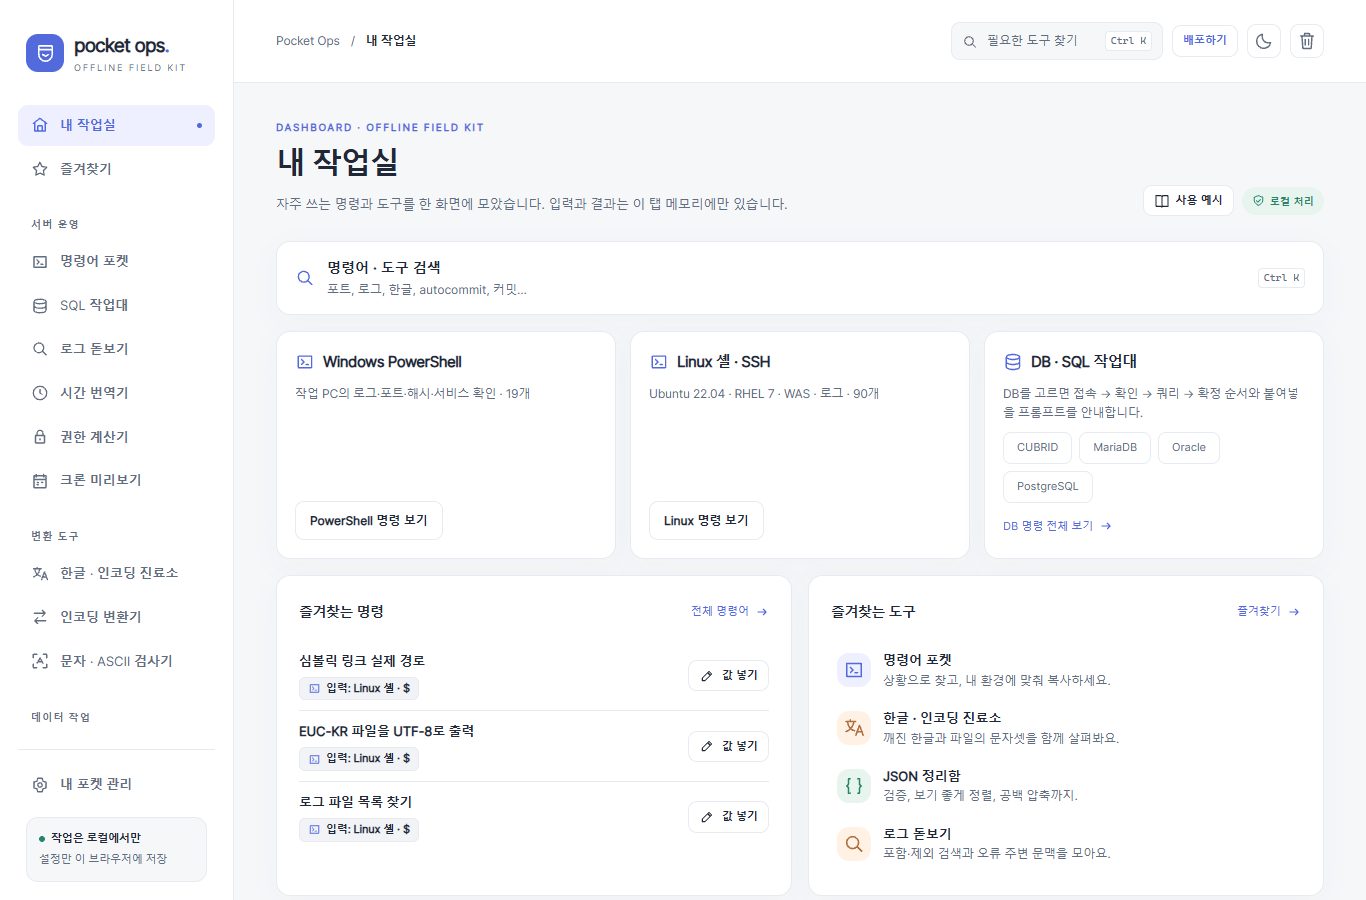 pocket ops.
OFFLINE FIELD KIT
내 작업실
즐겨찾기
서버 운영
명령어 포켓
SQL 작업대
로그 돋보기
시간 번역기
권한 계산기
크론 미리보기
변환 도구
한글 · 인코딩 진료소
인코딩 변환기
문자 · ASCII 검사기
데이터 작업
내 포켓 관리
작업은 로컬에서만
설정만 이 브라우저에 저장
Pocket Ops / 내 작업실
필요한 도구 찾기 Ctrl K
배포하기
DASHBOARD · OFFLINE FIELD KIT
내 작업실
자주 쓰는 명령과 도구를 한 화면에 모았습니다. 입력과 결과는 이 탭 메모리에만 있습니다.
사용 예시
로컬 처리
명령어 · 도구 검색
포트, 로그, 한글, autocommit, 커밋…
Ctrl K
Windows PowerShell
작업 PC의 로그·포트·해시·서비스 확인 · 19개
PowerShell 명령 보기
Linux 셸 · SSH
Ubuntu 22.04 · RHEL 7 · WAS · 로그 · 90개
Linux 명령 보기
DB · SQL 작업대
DB를 고르면 접속 → 확인 → 쿼리 → 확정 순서와 붙여넣
을 프롬프트를 안내합니다.
CUBRID
MariaDB
Oracle
PostgreSQL
DB 명령 전체 보기 →
즐겨찾는 명령
전체 명령어 →
심볼릭 링크 실제 경로
입력: Linux 셸 · $
값 넣기
EUC-KR 파일을 UTF-8로 출력
입력: Linux 셸 · $
값 넣기
로그 파일 목록 찾기
입력: Linux 셸 · $
값 넣기
즐겨찾는 도구
즐겨찾기 →
명령어 포켓
상황으로 찾고, 내 환경에 맞춰 복사하세요.
한글 · 인코딩 진료소
깨진 한글과 파일의 문자셋을 함께 살펴봐요.
JSON 정리함
검증, 보기 좋게 정렬, 공백 압축까지.
로그 돋보기
포함·제외 검색과 오류 주변 문맥을 모아요.